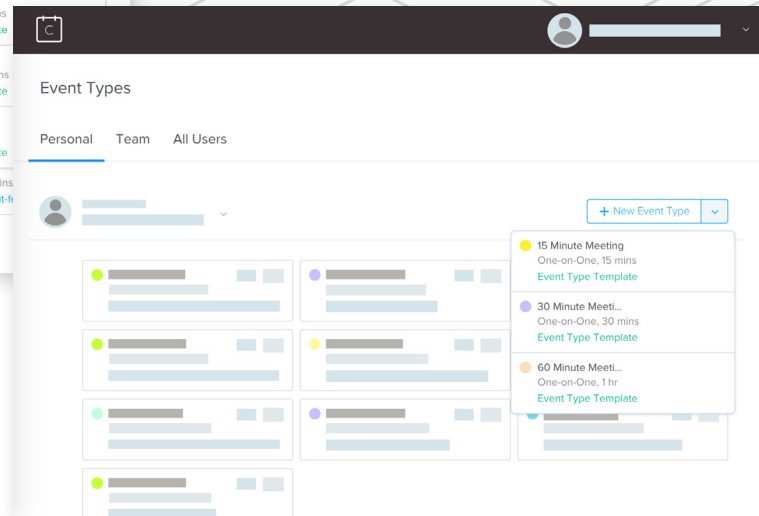 C
Event Types
Personal Team All Users
+ New Event Type
15 Minute Meeting
One-on-One, 15 mins
Event Type Template
30 Minute Meeti...
One-on-One, 30 mins
Event Type Template
60 Minute Meeti...
One-on-One, 1 hr
Event Type Template